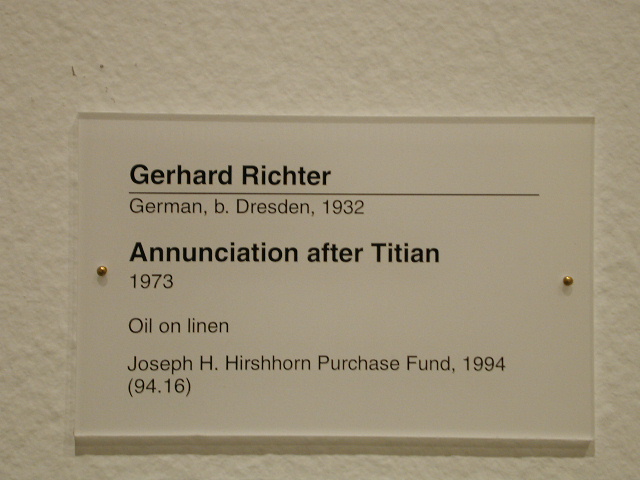 Gerhard Richter
German, b. Dresden, 1932
Annunciation after Titian
1973
Oil on linen
Joseph H. Hirshhorn Purchase Fund, 1994
(94.16)